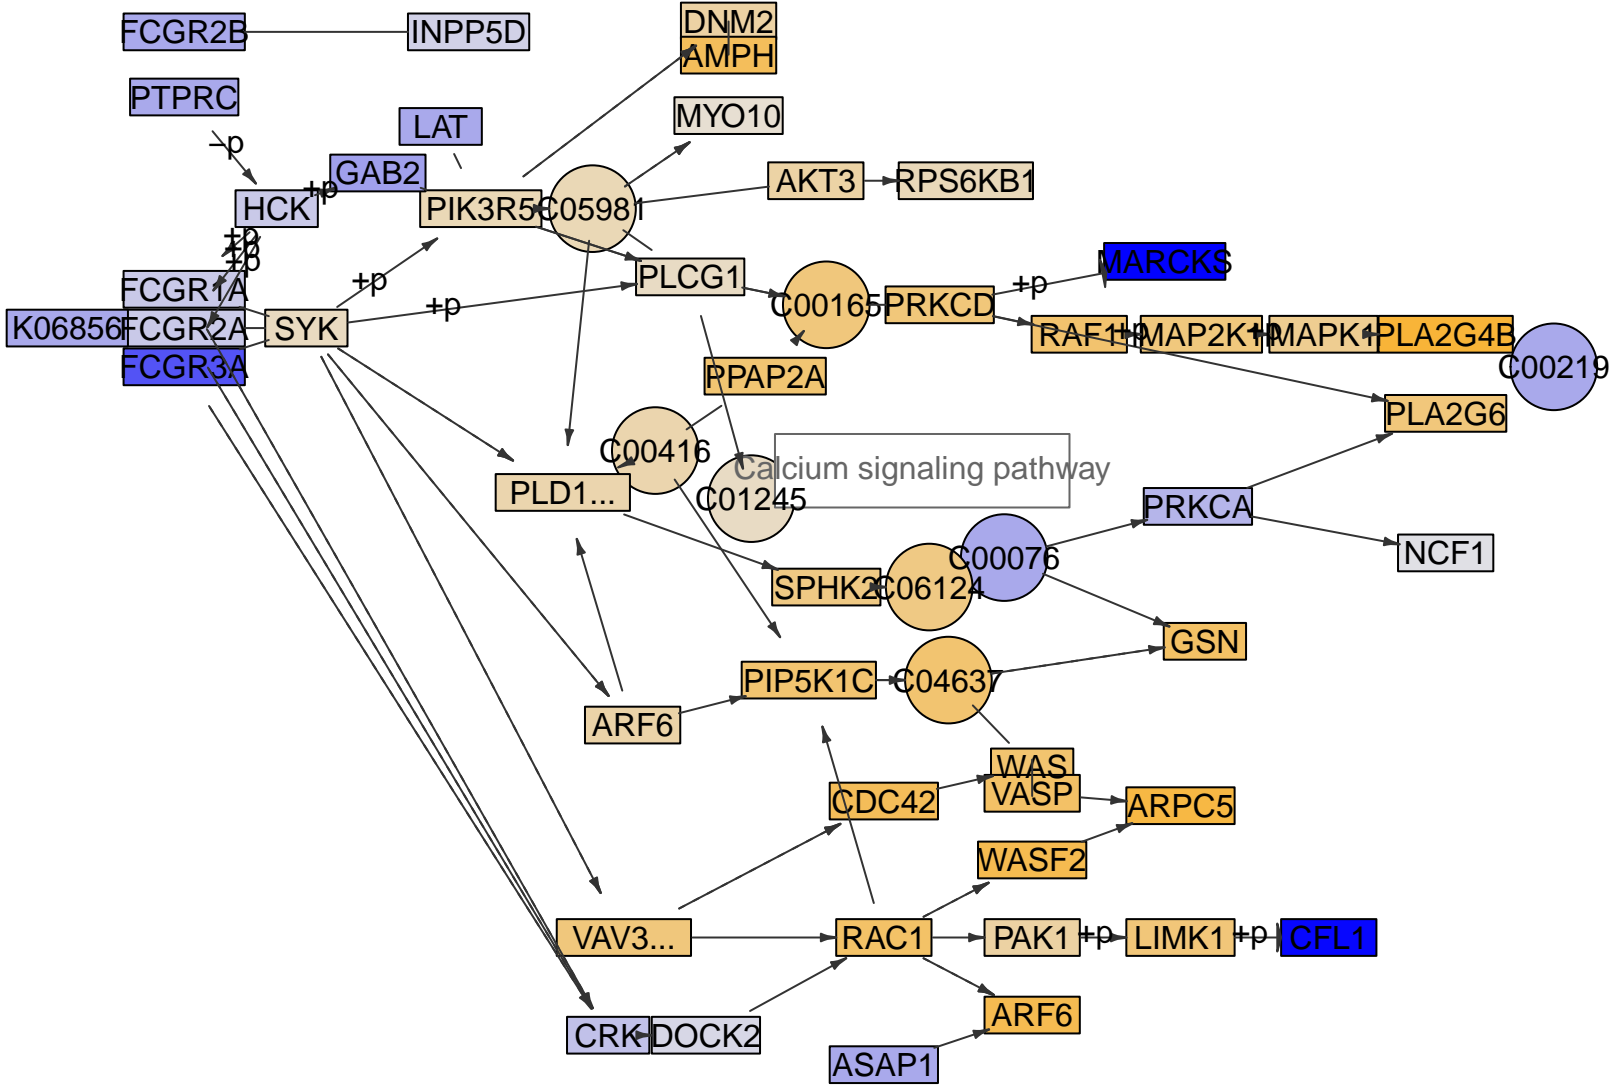 FCGR2B
INPP5D
DNM2
AMPH
PTPRC
LAT
MYO10
−p
GAB2
+p
HCK
PIK3R5
C05981
AKT3
RPS6KB1
+p
+p
+p
FCGR1A
+p
PLCG1
MARCKS
+p
+p
C00165
PRKCD
K06856
FCGR2A
SYK
RAF1
+p
MAP2K1
+p
MAPK1
PLA2G4B
FCGR3A
PPAP2A
C00219
PLA2G6
C00416
Calcium signaling pathway
PLD1...
C01245
PRKCA
NCF1
C00076
SPHK2
C06124
GSN
PIP5K1C
C04637
ARF6
WAS
VASP
CDC42
ARPC5
WASF2
VAV3...
RAC1
PAK1
+p
LIMK1
+p
CFL1
ARF6
CRK
DOCK2
ASAP1